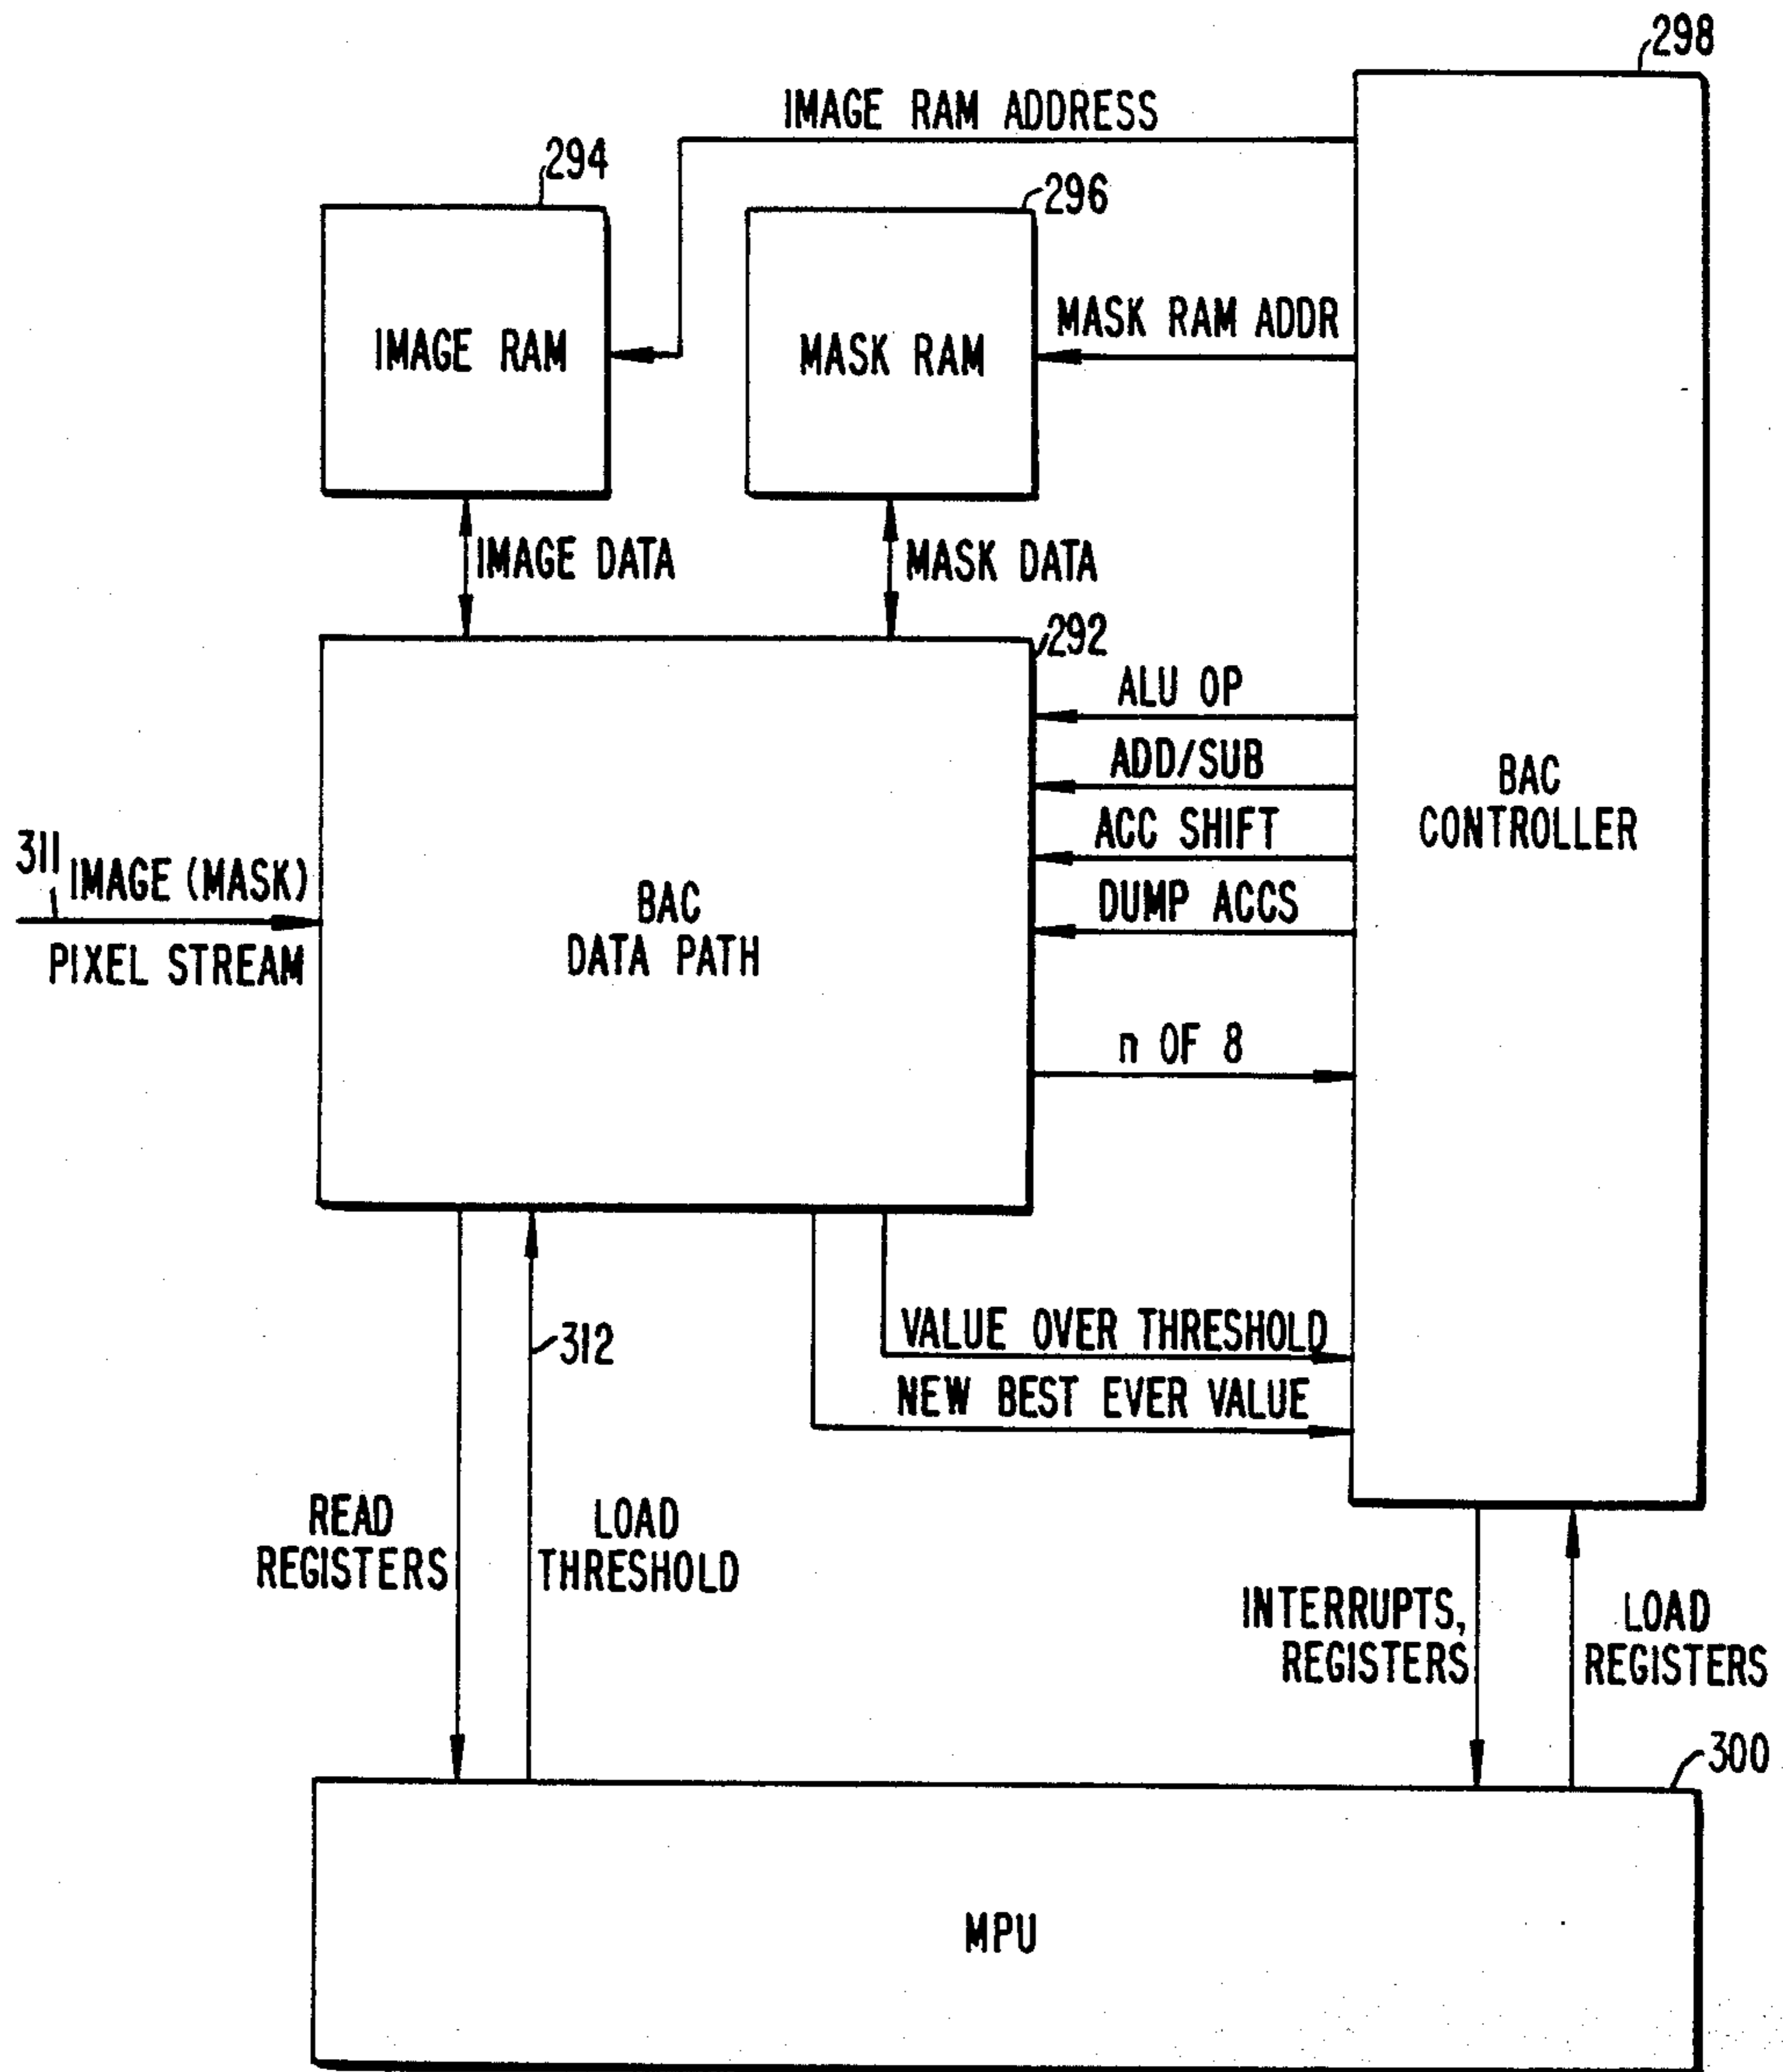 298
IMAGE RAM ADDRESS
294
296
IMAGE RAM
MASK RAM
MASK RAM ADDR
IMAGE DATA
MASK DATA
292
ALU OP
ADD/SUB
ACC SHIFT
DUMP ACCS
n OF 8
BAC
CONTROLLER
311
IMAGE (MASK)
PIXEL STREAM
BAC
DATA PATH
VALUE OVER THRESHOLD
NEW BEST EVER VALUE
312
READ
REGISTERS
LOAD
THRESHOLD
INTERRUPTS,
REGISTERS
LOAD
REGISTERS
300
MPU